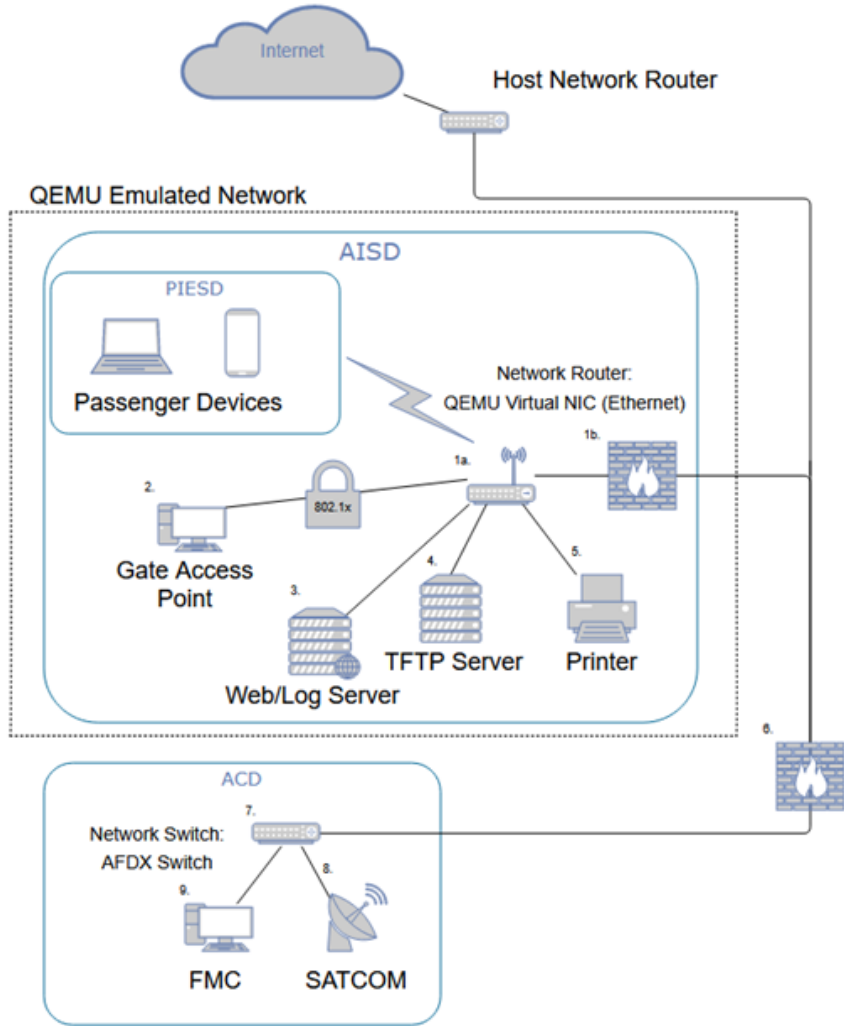 Internet
Host Network Router
QEMU Emulated Network
AISD
PIESD
Passenger Devices
Network Router:
QEMU Virtual NIC (Ethernet)
1a.
1b.
2.
802.1x
Gate Access
Point
3.
Web/Log Server
4.
TFTP Server
5.
Printer
6.
ACD
7.
Network Switch:
AFDX Switch
8.
9.
FMC
SATCOM